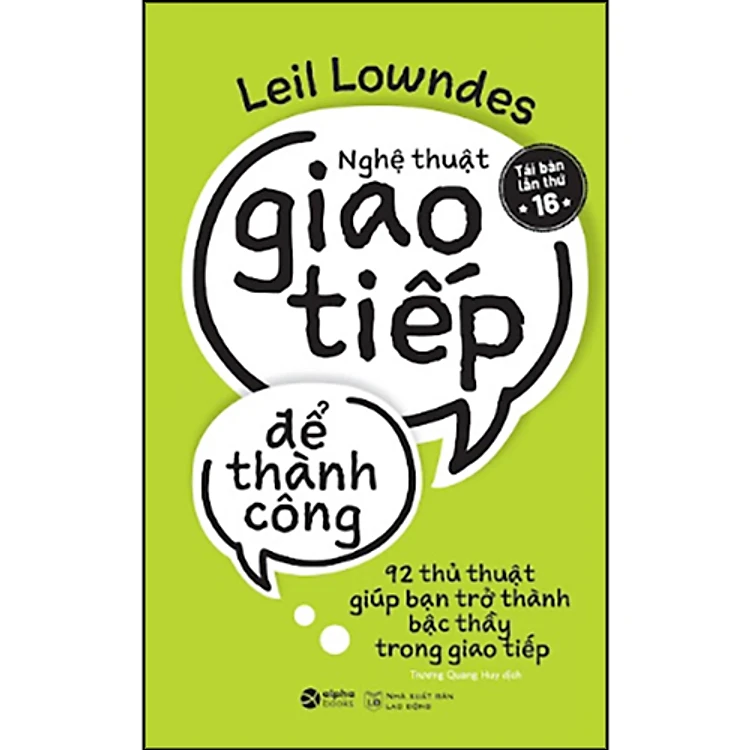 Leil Lowndes
Nghệ thuật
giao
tiếp
Tái bản
lần thứ
16
để
thành
công
92 thủ thuật
giúp bạn trở thành
bậc thầy
trong giao tiếp
Trương Quang Huy dịch
alpha
books
LĐ
NHÀ XUẤT BẢN
LAO ĐỘNG